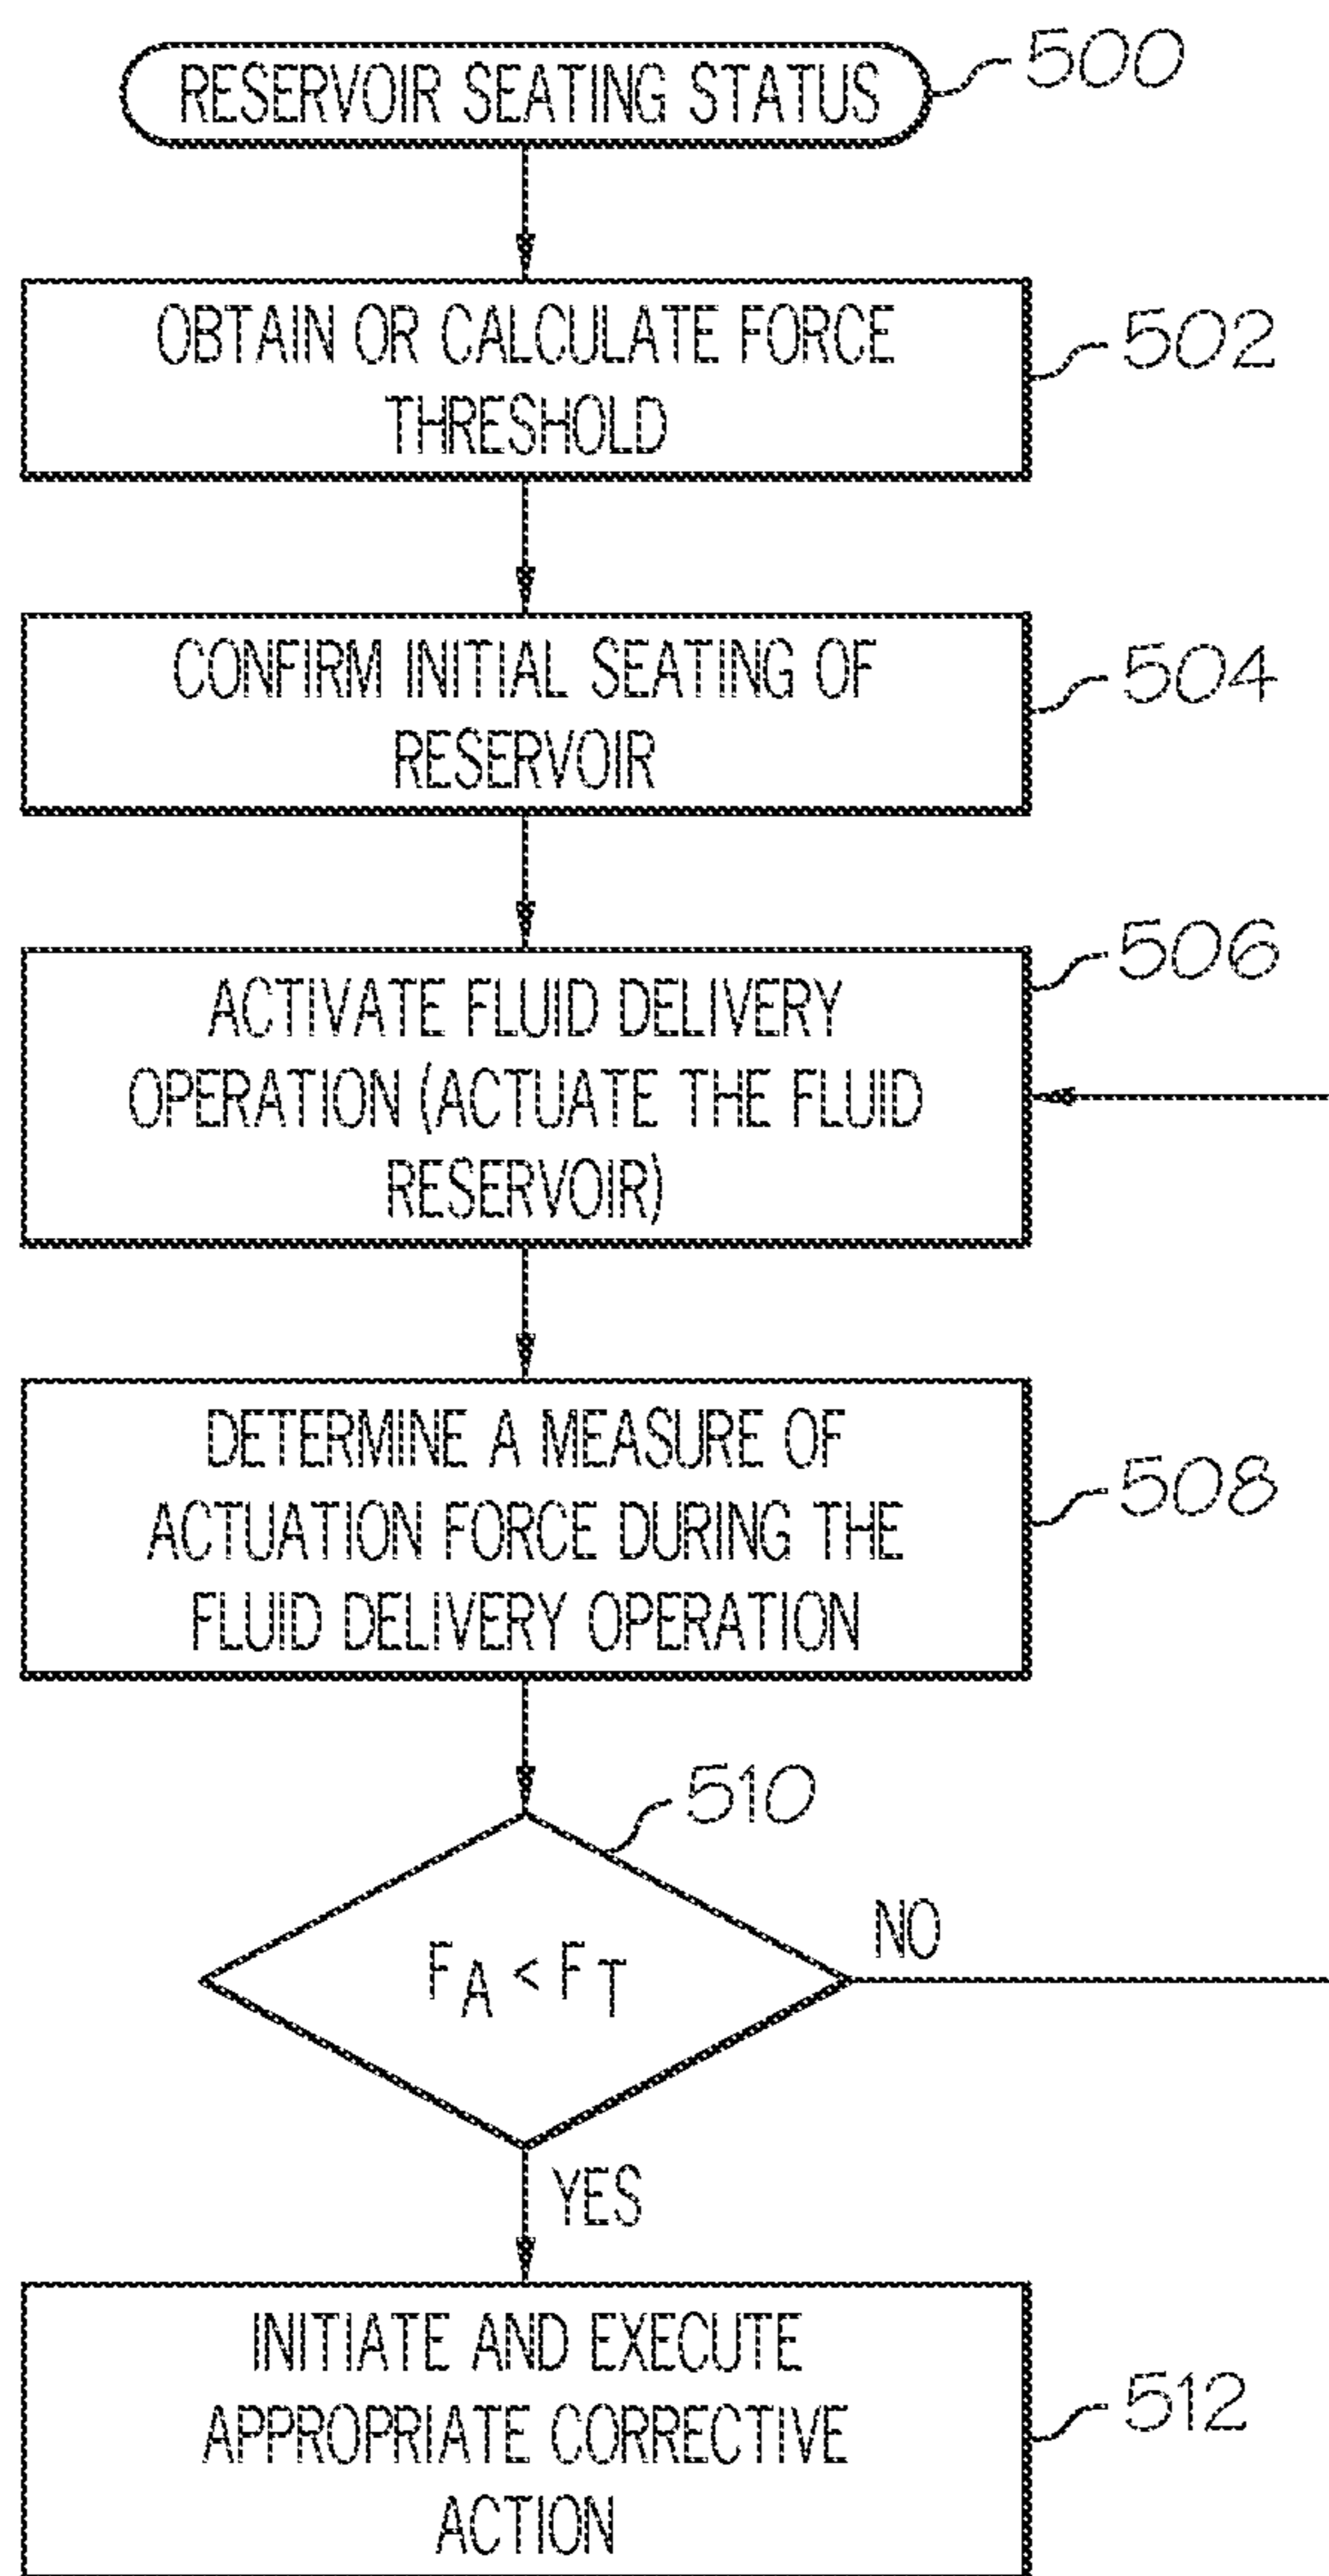 RESERVOIR SEATING STATUS
500
OBTAIN OR CALCULATE FORCE
THRESHOLD
502
CONFIRM INITIAL SEATING OF
RESERVOIR
504
ACTIVATE FLUID DELIVERY
OPERATION (ACTUATE THE FLUID
RESERVOIR)
506
DETERMINE A MEASURE OF
ACTUATION FORCE DURING THE
FLUID DELIVERY OPERATION
508
510
FA < FT
NO
YES
INITIATE AND EXECUTE
APPROPRIATE CORRECTIVE
ACTION
512